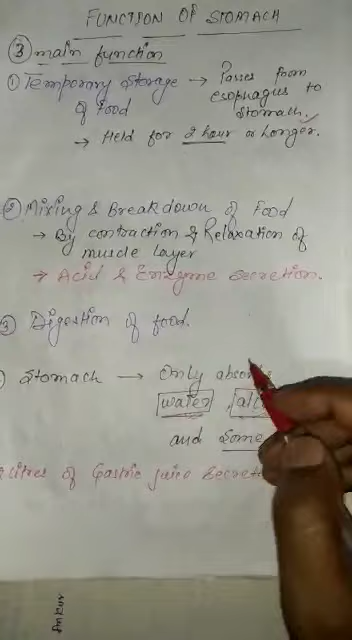 FUNCTION OF STOMACH
③ main function
① Temporary Storage → Passes from
of Food esophagus to
stomach.
→ Held for 2 hour or longer.
② Mixing & Breakdown of Food
→ By contraction & Relaxation of
muscle layer
→ Acid & Enzyme secretion.
③ Digestion of food.
Stomach → Only absor
water, alc
and Some
Litres of Gastric juice Secret
Ankur